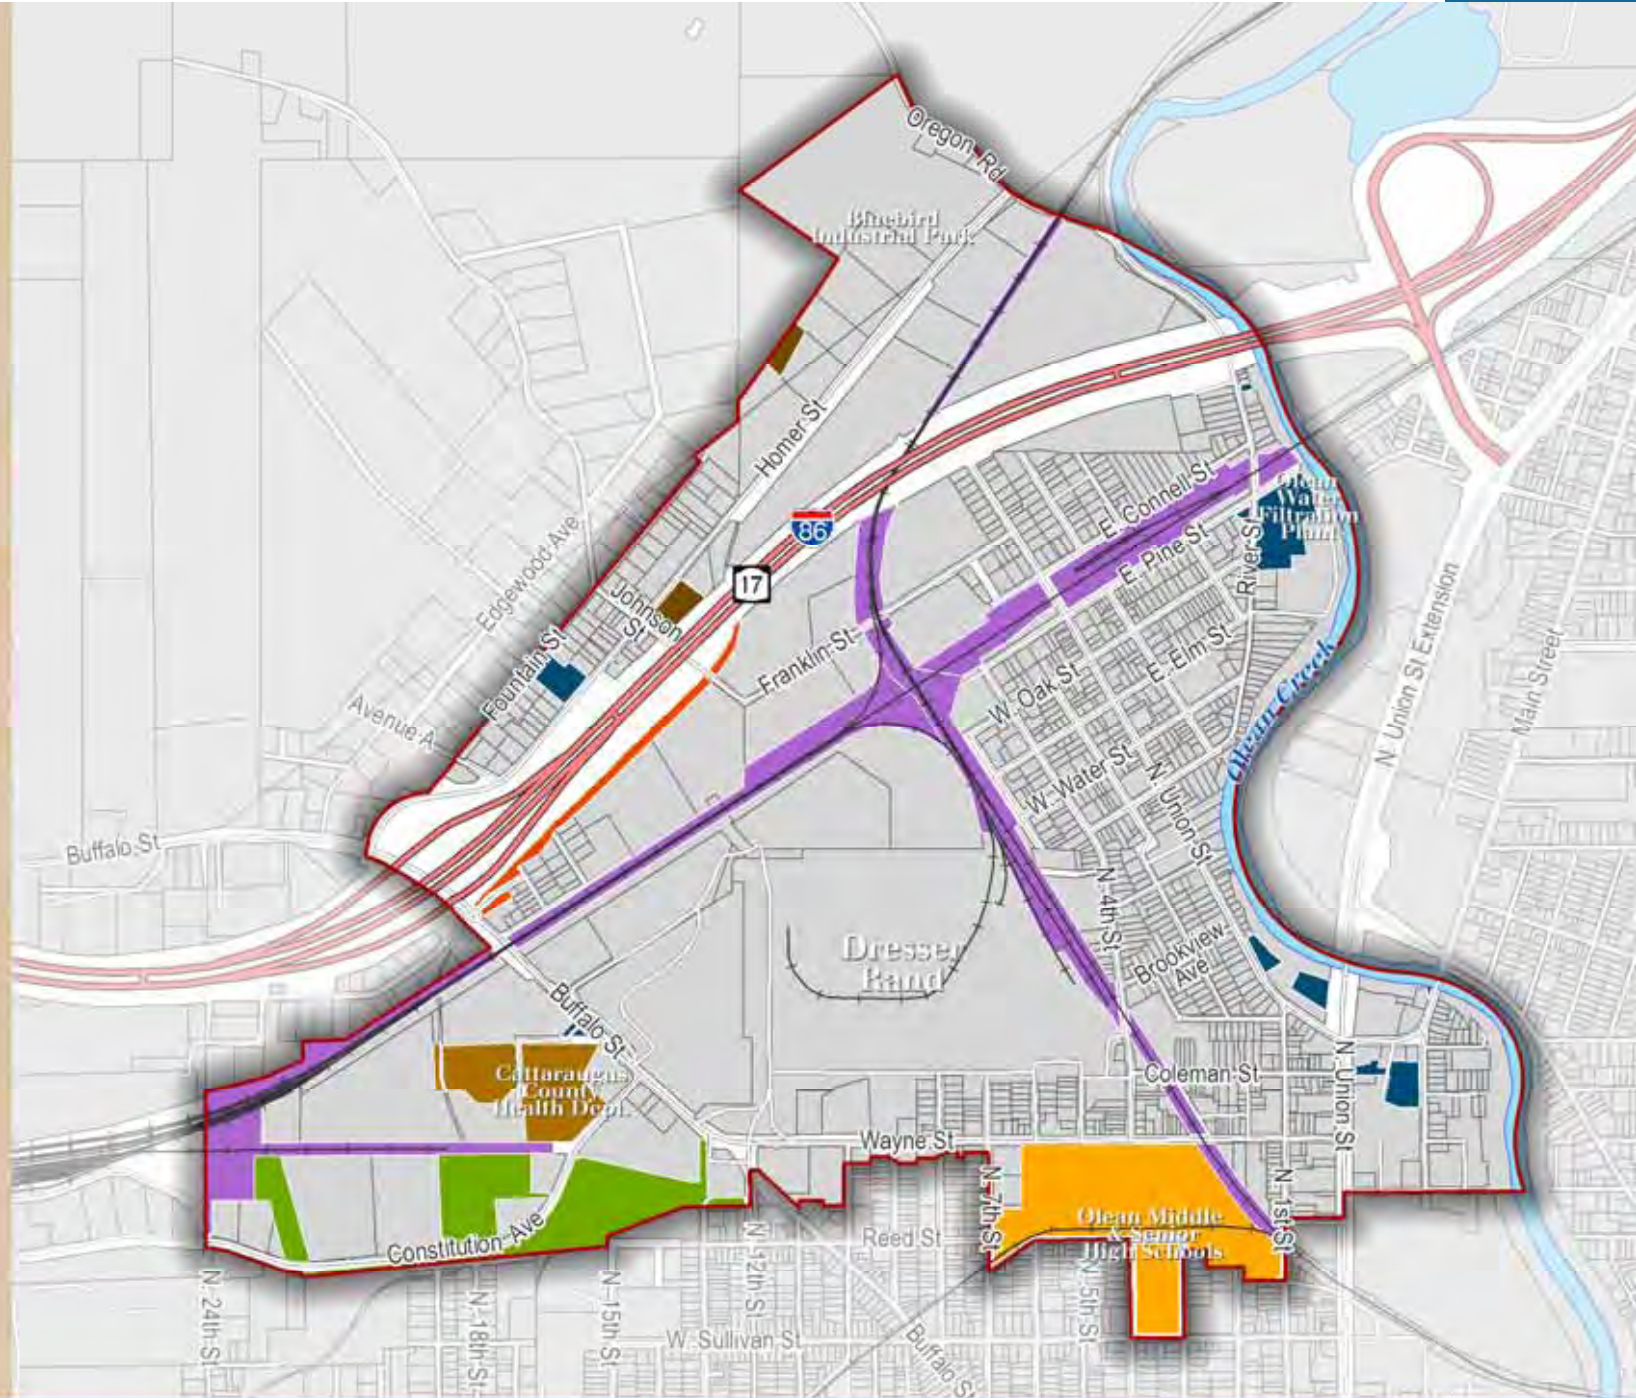 Oregon Rd
Bluebird
Industrial Park
Homer St
86
17
E. Connell St
E. Pine St
Olean
Water
Filtration
Plant
River St
Edgewood Ave
Johnson
St
Fountain St
Franklin St
Avenue A
W. Oak St
E. Elm St
N. Union St Extension
Main Street
Olean Creek
W. Water St
N. Union St
Buffalo St
N. 4th St
Dresser
Rand
Brookview
Ave
Buffalo St
Cattaraugus
County
Health Dept.
Coleman St
N. Union St
Wayne St
N. 7th St
N. 1st St
Olean Middle
& Senior
High Schools
Reed St
Constitution Ave
N. 24th St
N. 18th St
N. 15th St
N. 12th St
N. 5th St
W. Sullivan St
Buffalo St